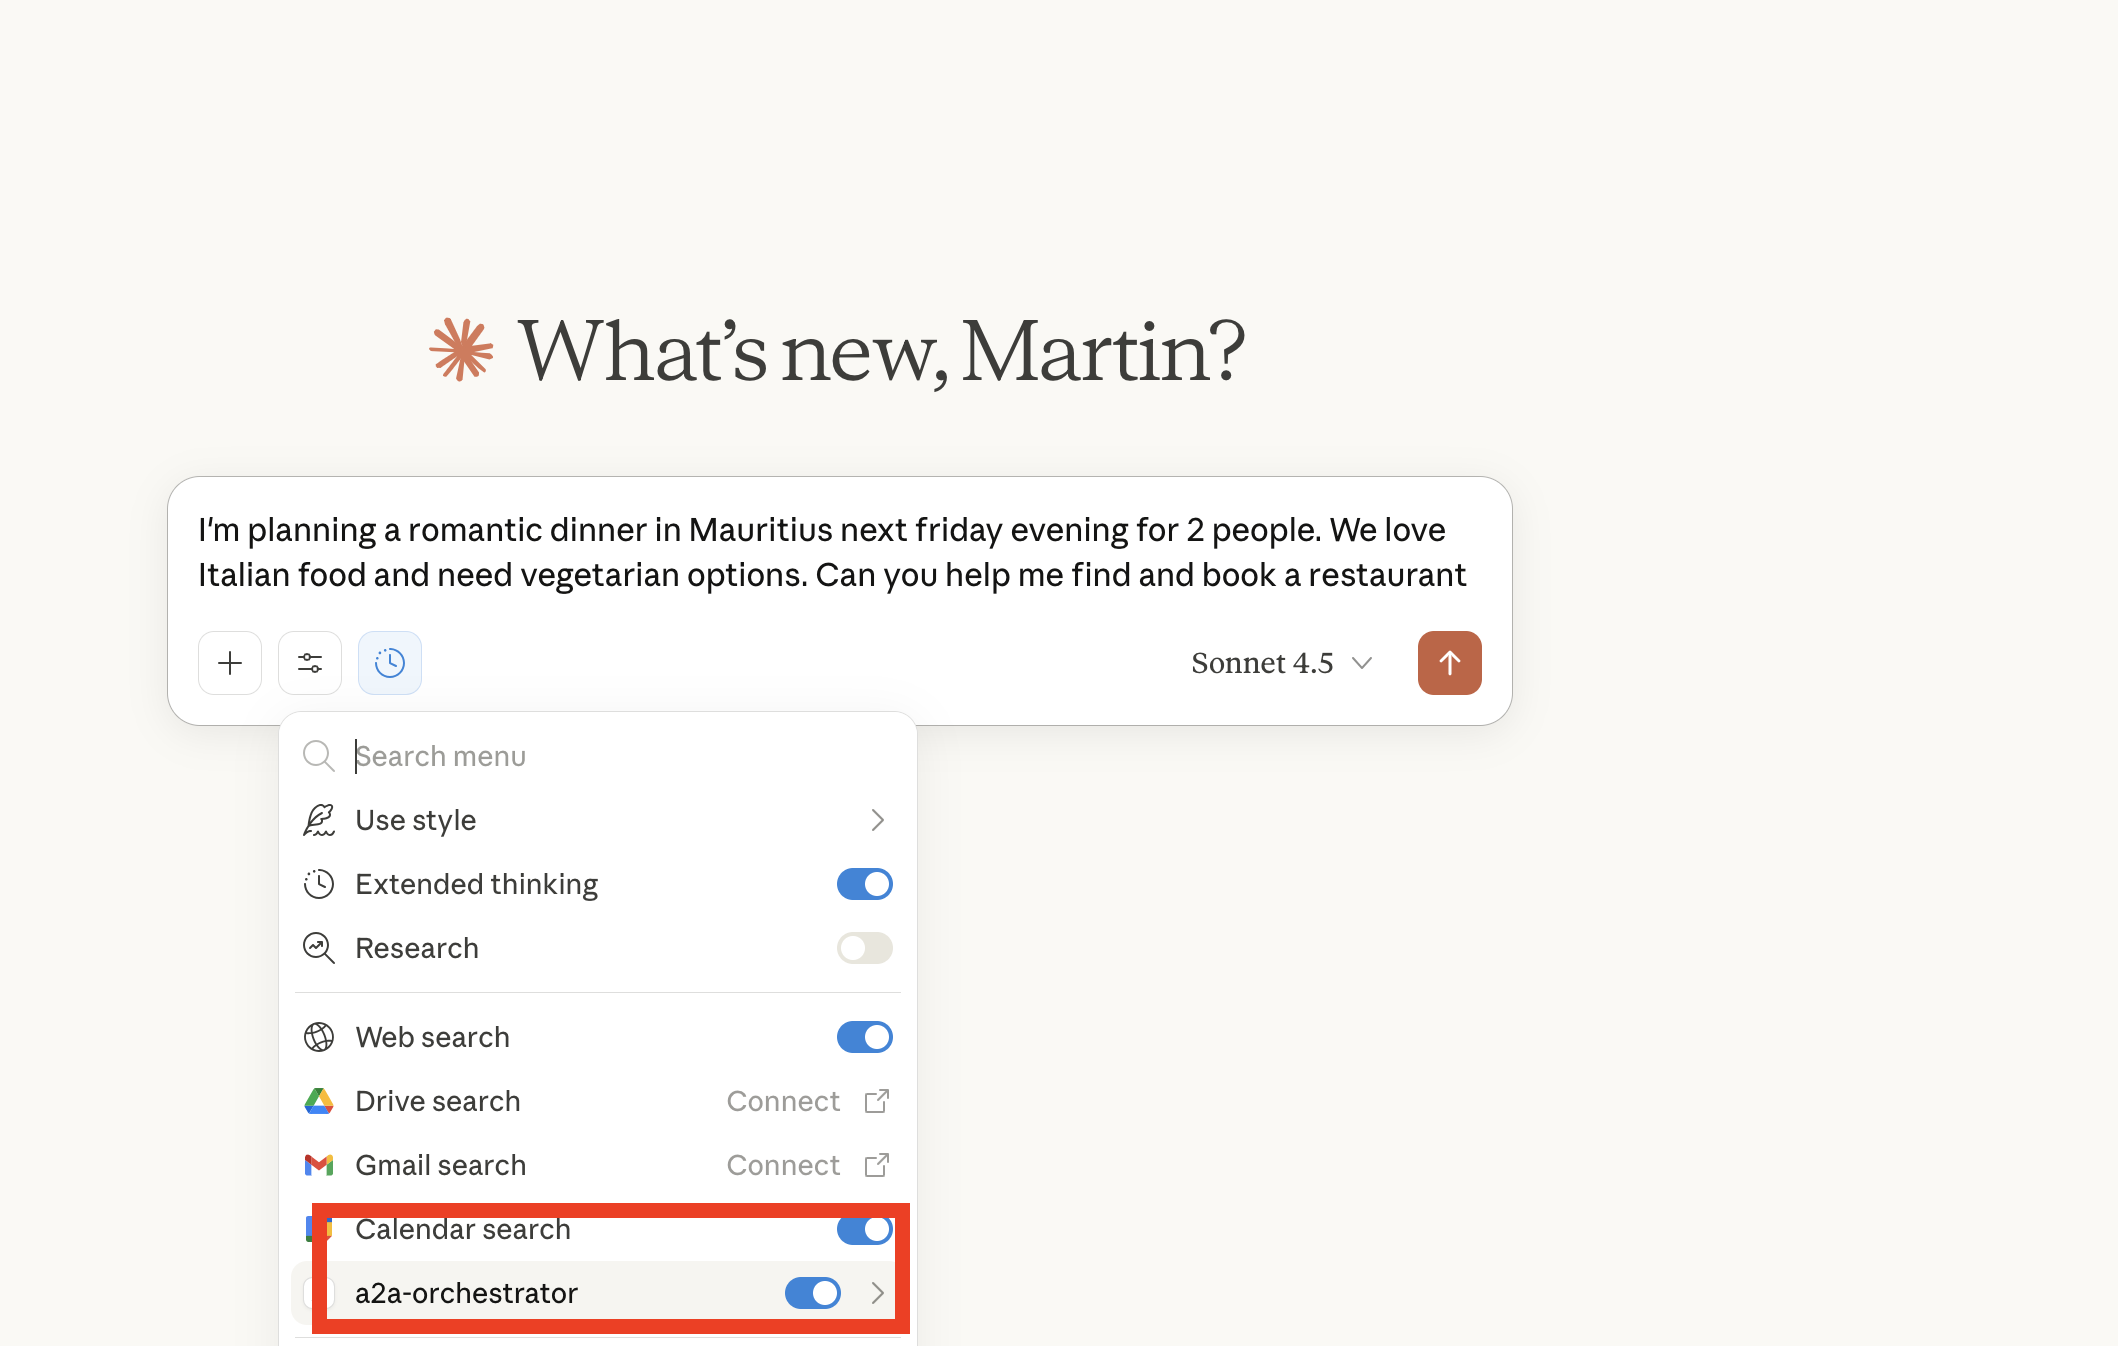 What's new, Martin?
I'm planning a romantic dinner in Mauritius next friday evening for 2 people. We love
Italian food and need vegetarian options. Can you help me find and book a restaurant
Sonnet 4.5
Search menu
Use style
Extended thinking
Research
Web search
Drive search Connect
Gmail search Connect
Calendar search
a2a-orchestrator